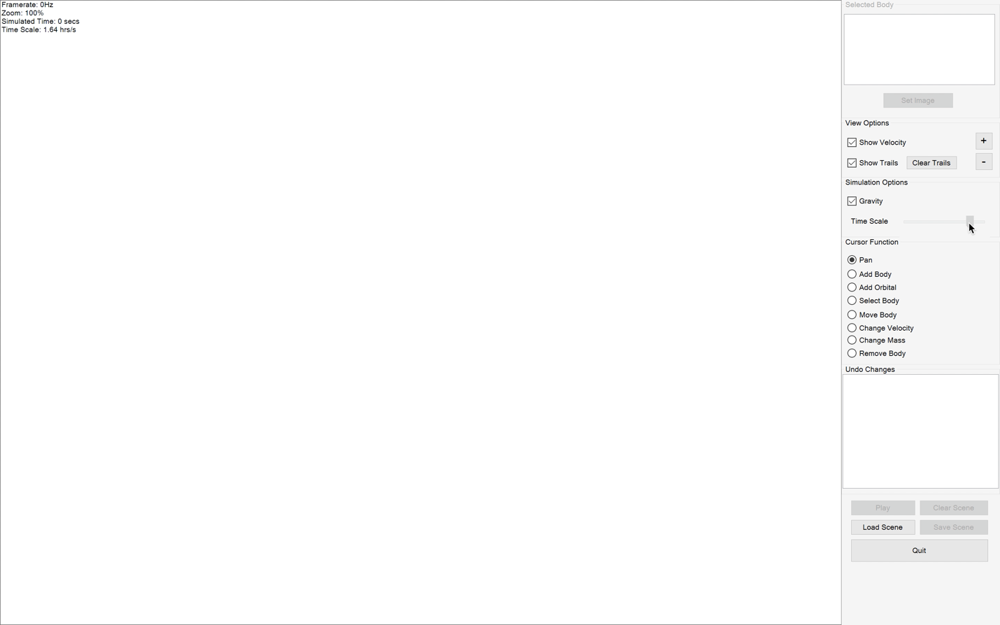 Framerate: 0Hz
Zoom: 100%
Simulated Time: 0 secs
Time Scale: 1.64 hrs/s
Selected Body
Set Image
View Options
Show Velocity
+
Show Trails
Clear Trails
-
Simulation Options
Gravity
Time Scale
Cursor Function
Pan
Add Body
Add Orbital
Select Body
Move Body
Change Velocity
Change Mass
Remove Body
Undo Changes
Play
Clear Scene
Load Scene
Save Scene
Quit